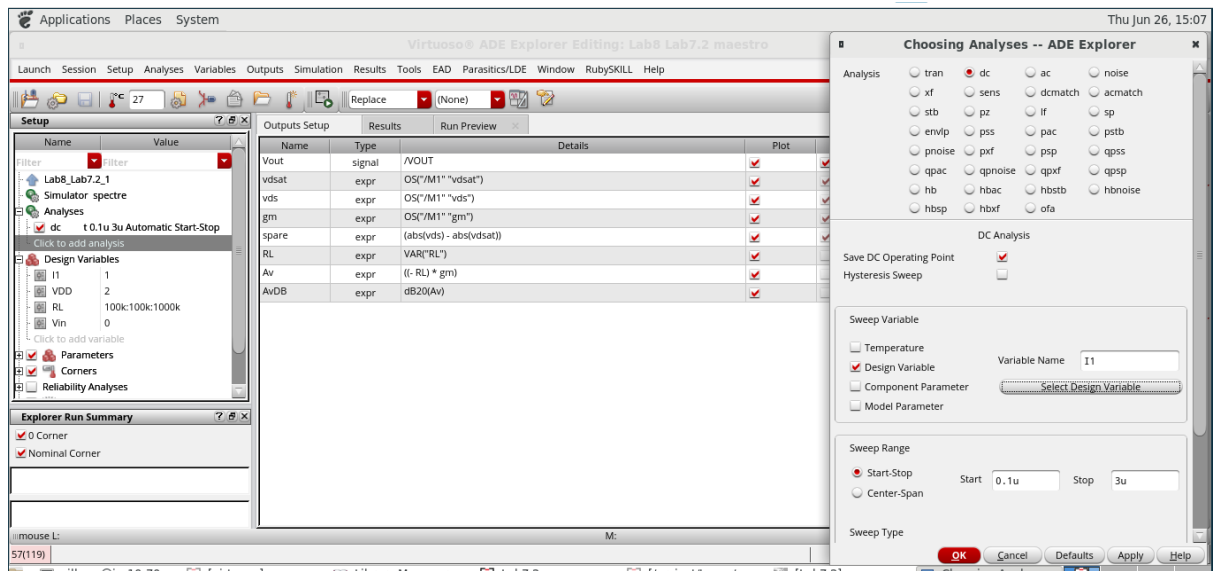 Applications Places System Thu Jun 26, 15:07
Virtuoso® ADE Explorer Editing: Lab8 Lab7.2 maestro
Launch Session Setup Analyses Variables Outputs Simulation Results Tools EAD Parasitics/LDE Window RubySKILL Help
27 Replace (None)
Setup
Name Value
Filter Filter
Lab8_Lab7.2_1
Simulator spectre
Analyses
dc t 0.1u 3u Automatic Start-Stop
Click to add analysis
Design Variables
I1 1
VDD 2
RL 100k:100k:1000k
Vin 0
Click to add variable
Parameters
Corners
Reliability Analyses
Explorer Run Summary
0 Corner
Nominal Corner
Outputs Setup Results Run Preview
Name Type Details Plot
Vout signal /VOUT
vdsat expr OS("/M1" "vdsat")
vds expr OS("/M1" "vds")
gm expr OS("/M1" "gm")
spare expr (abs(vds) - abs(vdsat))
RL expr VAR("RL")
Av expr ((- RL) * gm)
AvDB expr dB20(Av)
mouse L: M:
57(119)
Choosing Analyses -- ADE Explorer
Analysis tran dc ac noise
xf sens dcmatch acmatch
stb pz lf sp
envlp pss pac pstb
pnoise pxf psp qpss
qpac qpnoise qpxf qpsp
hb hbac hbstb hbnoise
hbsp hbxf ofa
DC Analysis
Save DC Operating Point
Hysteresis Sweep
Sweep Variable
Temperature
Design Variable
Component Parameter
Model Parameter
Variable Name I1
Select Design Variable
Sweep Range
Start-Stop
Center-Span
Start 0.1u Stop 3u
Sweep Type
OK Cancel Defaults Apply Help